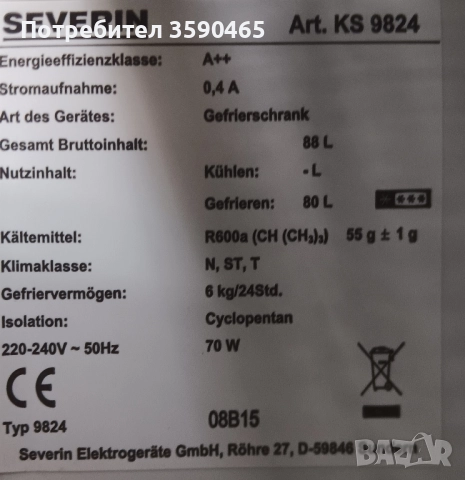 Потребител 3590465
SEVERIN Art. KS 9824
Energieeffizienzklasse: A++
Stromaufnahme: 0,4 A
Art des Gerätes: Gefrierschrank
Gesamt Bruttoinhalt: 88 L
Nutzinhalt: Kühlen: - L
Gefrieren: 80 L
Kältemittel: R600a (CH (CH₃)₃) 55 g ± 1 g
Klimaklasse: N, ST, T
Gefriervermögen: 6 kg/24Std.
Isolation: Cyclopentan
220-240V ~ 50Hz 70 W
CE
Typ 9824 08B15
Severin Elektrogeräte GmbH, Röhre 27, D-59846
BAZAR